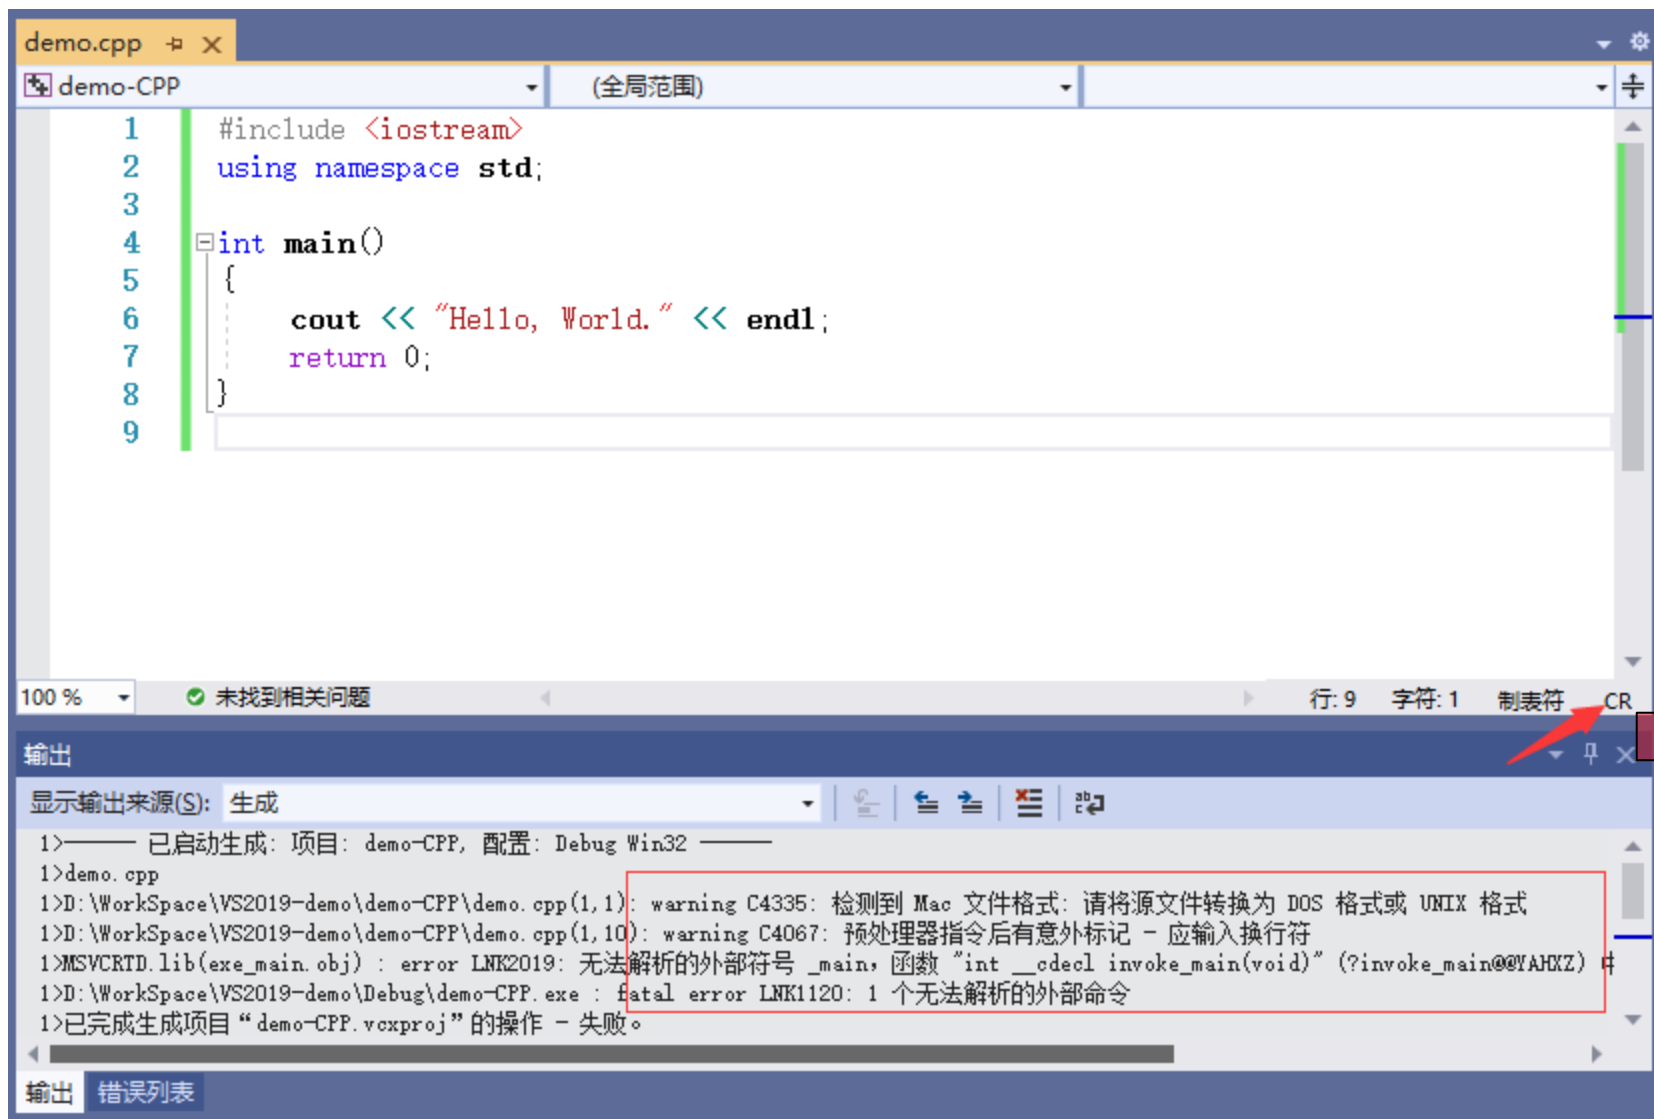 demo.cpp
demo-CPP
(全局范围)
1 #include <iostream>
2 using namespace std;
3
4 int main()
5 {
6 cout << "Hello, World." << endl;
7 return 0;
8 }
9
100 %
未找到相关问题
行: 9 字符: 1 制表符 CR
输出
显示输出来源(S): 生成
1>------ 已启动生成: 项目: demo-CPP, 配置: Debug Win32 ------
1>demo.cpp
1>D:\WorkSpace\VS2019-demo\demo-CPP\demo.cpp(1,1): warning C4335: 检测到 Mac 文件格式: 请将源文件转换为 DOS 格式或 UNIX 格式
1>D:\WorkSpace\VS2019-demo\demo-CPP\demo.cpp(1,10): warning C4067: 预处理器指令后有意外标记 - 应输入换行符
1>MSVCRTD.lib(exe_main.obj) : error LNK2019: 无法解析的外部符号 _main，函数 "int __cdecl invoke_main(void)" (?invoke_main@@YAHXZ)
1>D:\WorkSpace\VS2019-demo\Debug\demo-CPP.exe : fatal error LNK1120: 1 个无法解析的外部命令
1>已完成生成项目“demo-CPP.vcxproj”的操作 - 失败。
输出 错误列表